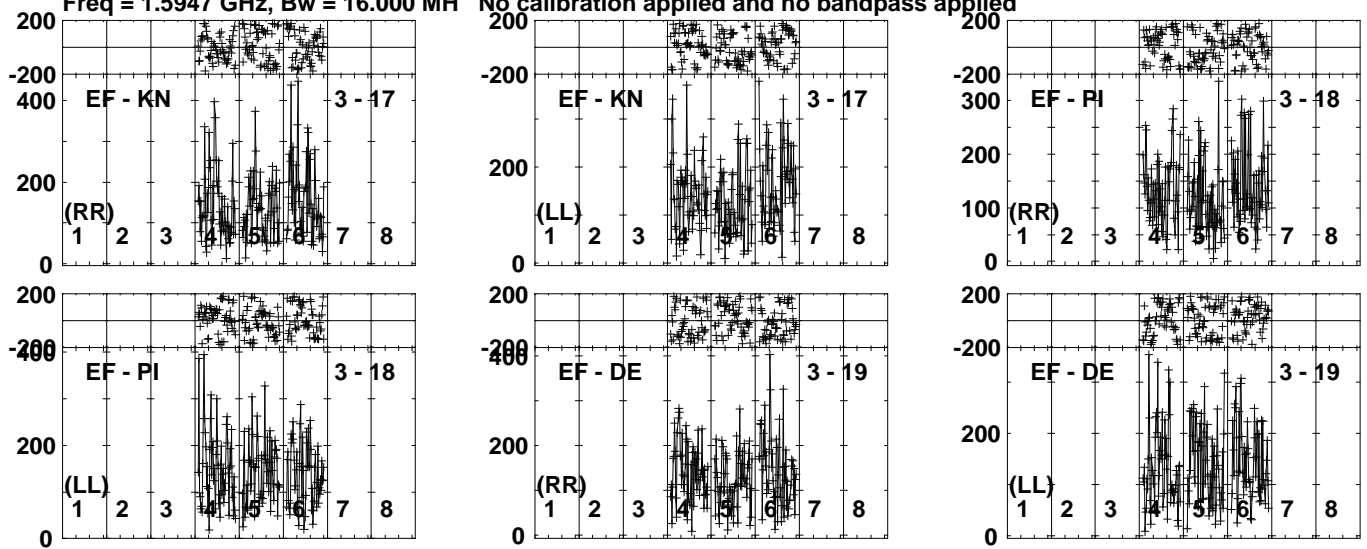 Freq = 1.5947 GHz, Bw = 16.000 MH No calibration applied and no bandpass applied
200
-200
400
200
0
EF - KN 3 - 17
(RR)
1 2 3 4 5 6 7 8
200
-200
400
200
0
EF - KN 3 - 17
(LL)
1 2 3 4 5 6 7 8
200
-200
300
200
100
0
EF - PI 3 - 18
(RR)
1 2 3 4 5 6 7 8
200
-200
400
200
0
EF - PI 3 - 18
(LL)
1 2 3 4 5 6 7 8
200
-200
400
200
0
EF - DE 3 - 19
(RR)
1 2 3 4 5 6 7 8
200
-200
200
0
EF - DE 3 - 19
(LL)
1 2 3 4 5 6 7 8